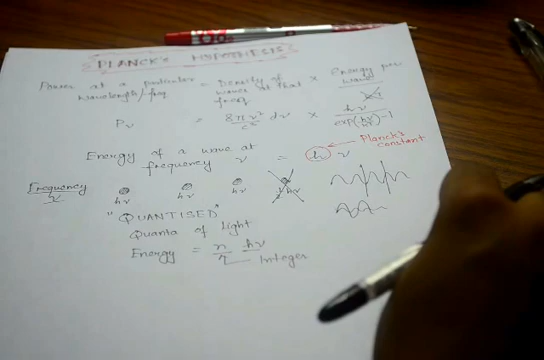 PLANCK'S HYPOTHESIS
Power at a particular wavelength/freq = Density of waves at that freq × Energy per wave
Pν = 8πν²/c³ dν × hν/exp(hν/kT)-1
Energy of a wave at frequency ν = h ν
Planck's constant
Frequency ν
hν hν hν ½hν
"QUANTISED"
Quanta of light
Energy = n hν
Integer